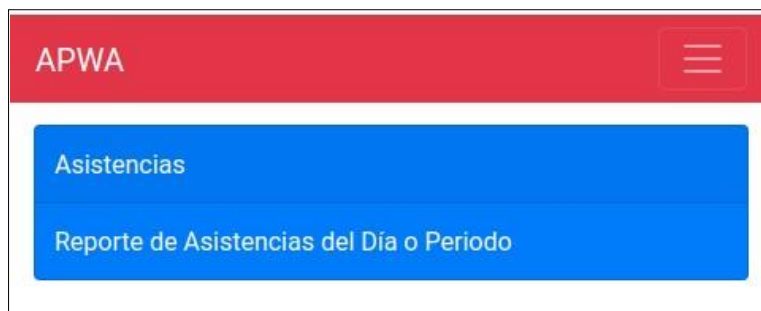 APWA
Asistencias
Reporte de Asistencias del Día o Periodo